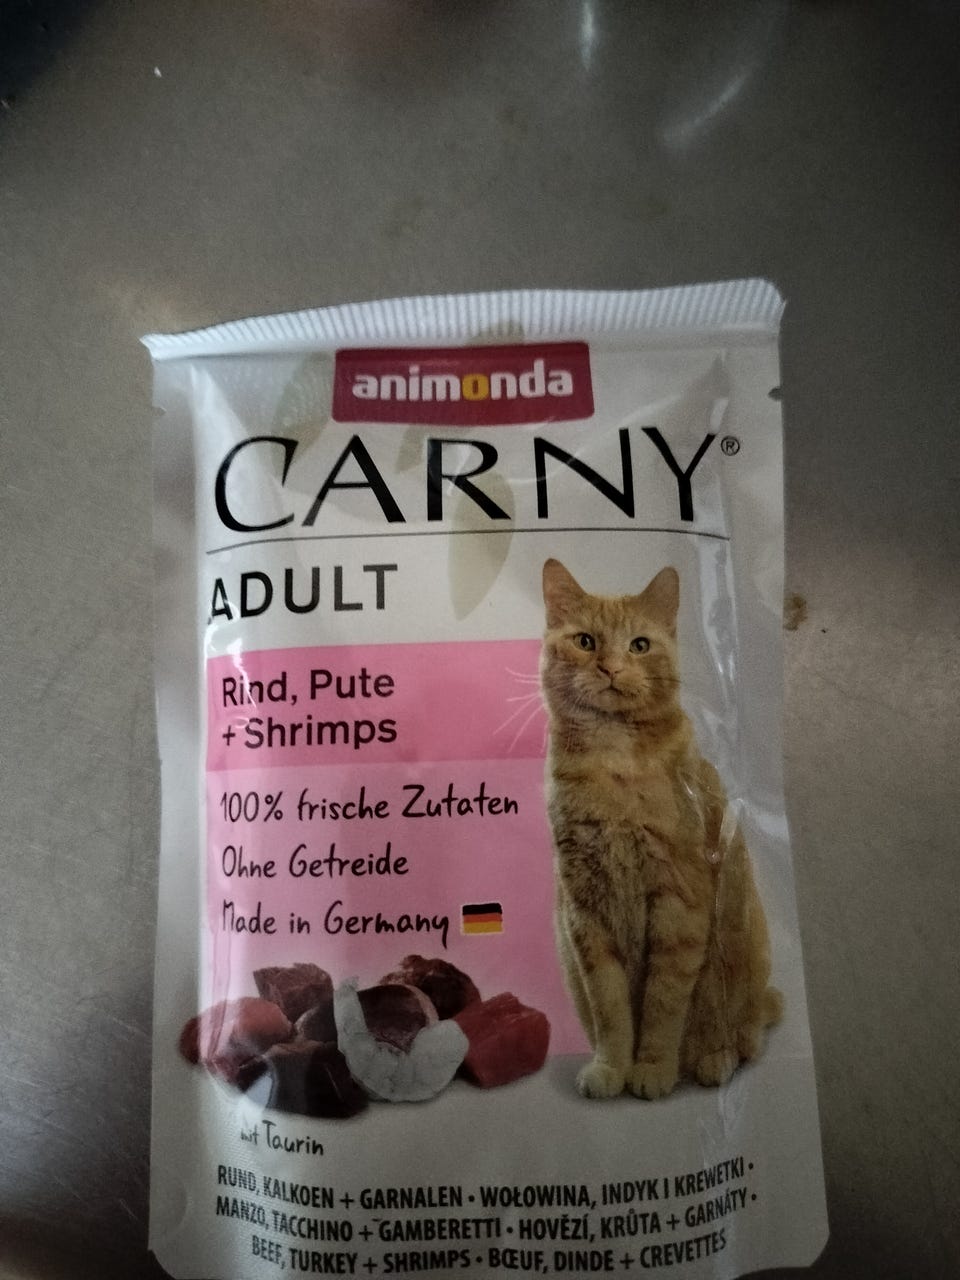 animonda
CARNY®
ADULT
Rind, Pute
+ Shrimps
100% frische Zutaten
Ohne Getreide
Made in Germany
mit Taurin
RUND, KALKOEN + GARNALEN • WOŁOWINA, INDYK I KREWETKI •
MANZO, TACCHINO + GAMBERETTI • HOVĚZÍ, KRŮTA + GARNÁTY •
BEEF, TURKEY + SHRIMPS • BŒUF, DINDE + CREVETTES